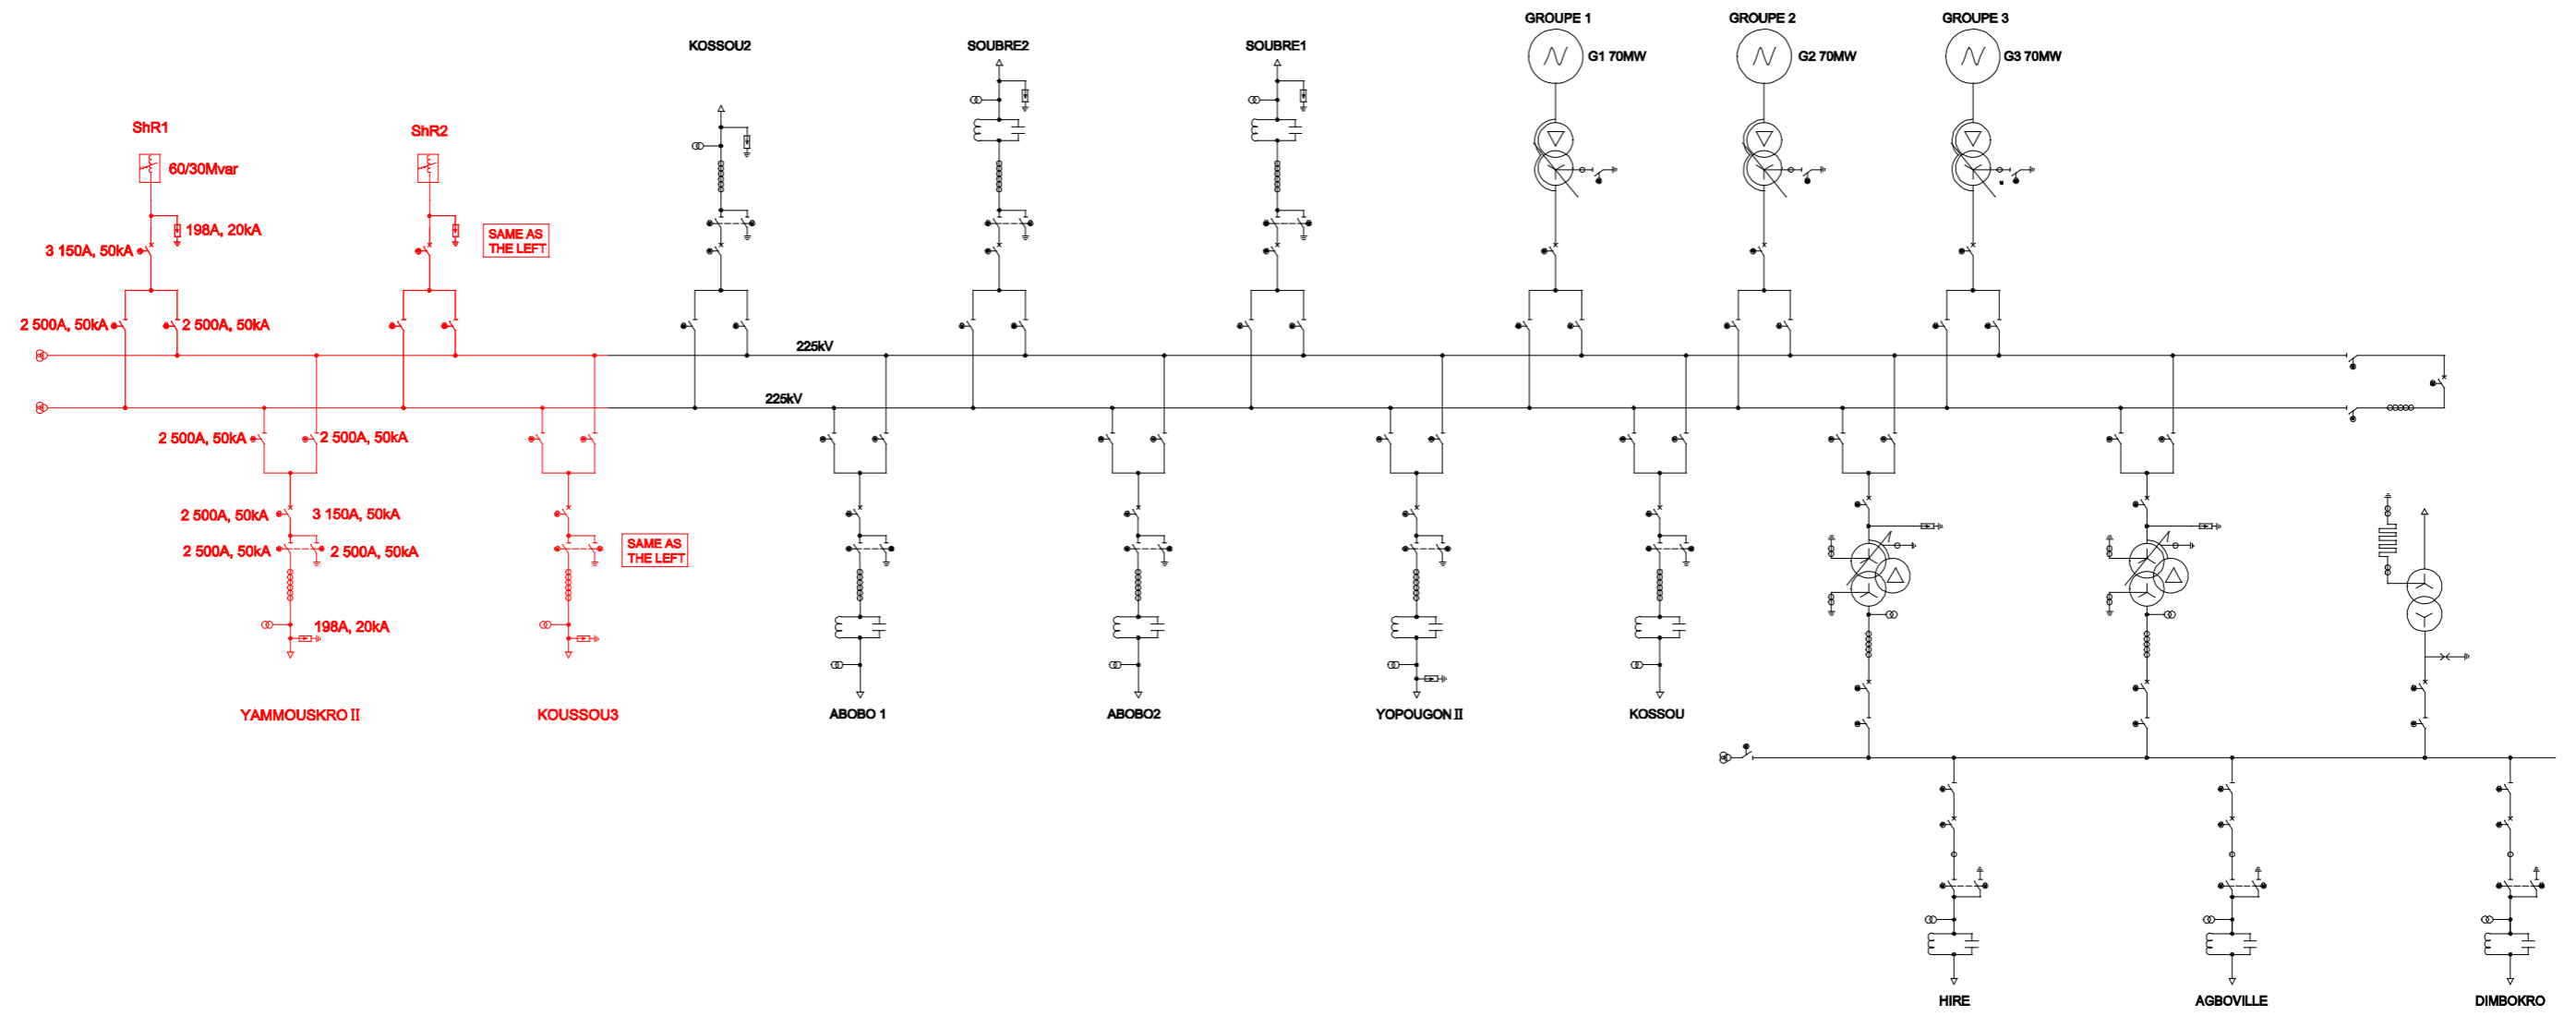 GROUPE 1
GROUPE 2
GROUPE 3
KOSSOU2
SOUBRE2
SOUBRE1
G1 70MW
G2 70MW
G3 70MW
ShR1
ShR2
60/30Mvar
198A, 20kA
SAME AS
THE LEFT
3 150A, 50kA
2 500A, 50kA
2 500A, 50kA
225kV
225kV
2 500A, 50kA
2 500A, 50kA
2 500A, 50kA
3 150A, 50kA
2 500A, 50kA
2 500A, 50kA
SAME AS
THE LEFT
198A, 20kA
YAMMOUSKRO II
KOUSSOU3
ABOBO 1
ABOBO2
YOPOUGON II
KOSSOU
HIRE
AGBOVILLE
DIMBOKRO